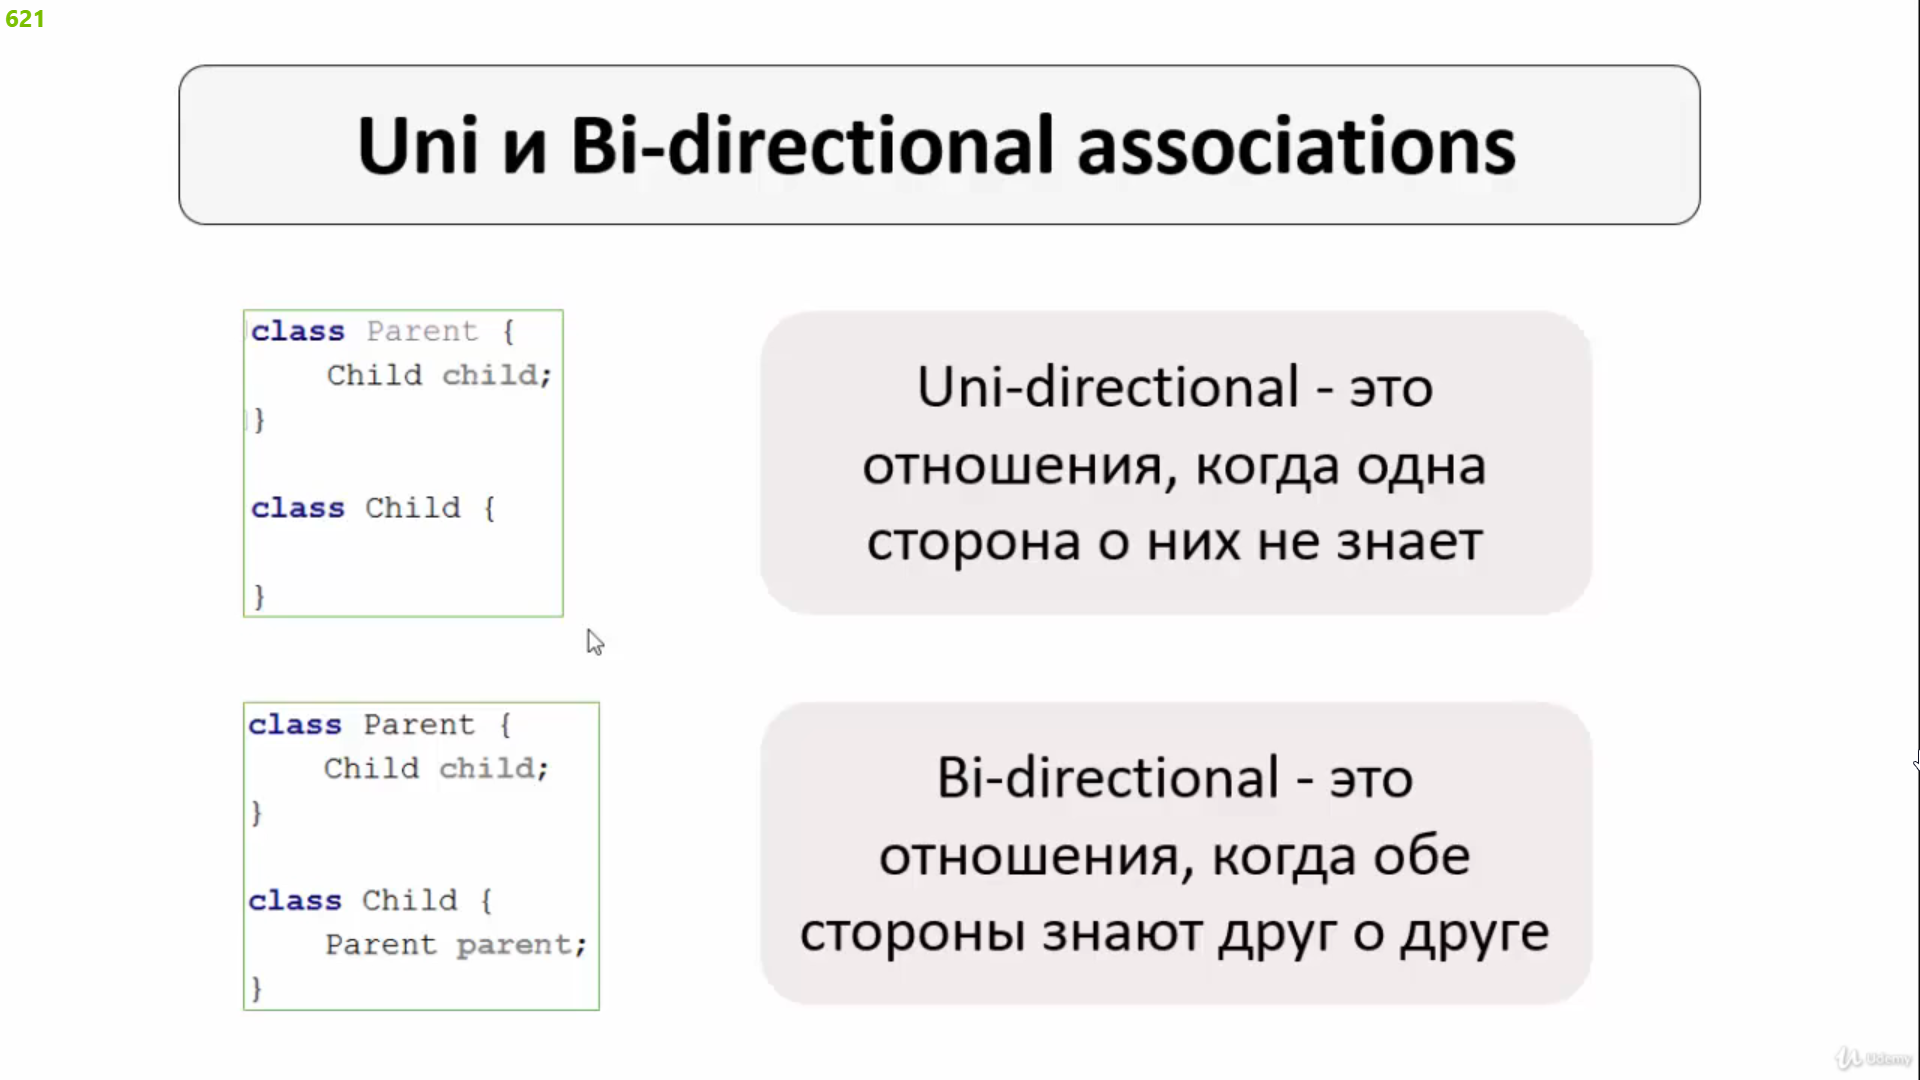 621
Uni и Bi-directional associations
class Parent {
Child child;
}
class Child {
}
Uni-directional - это
отношения, когда одна
сторона о них не знает
class Parent {
Child child;
}
class Child {
Parent parent;
}
Bi-directional - это
отношения, когда обе
стороны знают друг о друге
Udemy